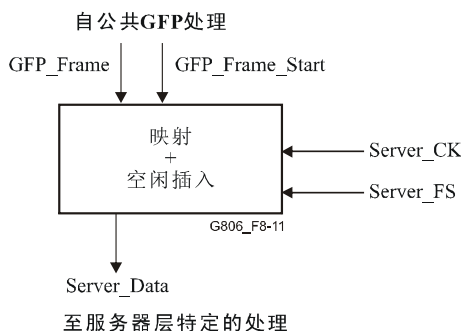 自公共GFP处理
GFP_Frame
GFP_Frame_Start
映射
+
空闲插入
Server_CK
Server_FS
G806_F8-11
Server_Data
至服务器层特定的处理